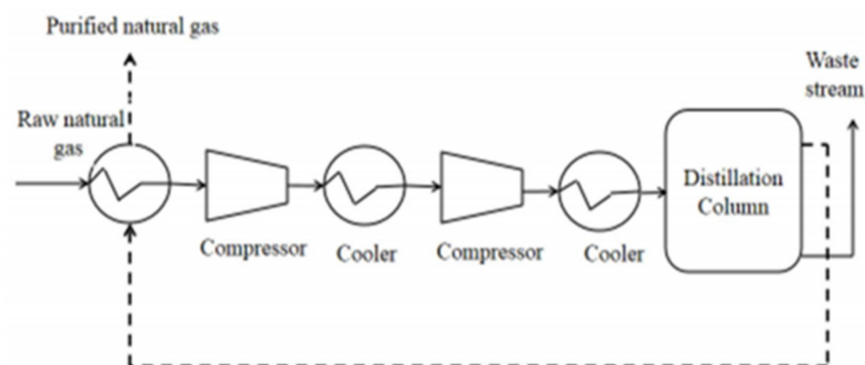 Purified natural gas
Waste
stream
Raw natural
gas
Distillation
Column
Compressor
Cooler
Compressor
Cooler